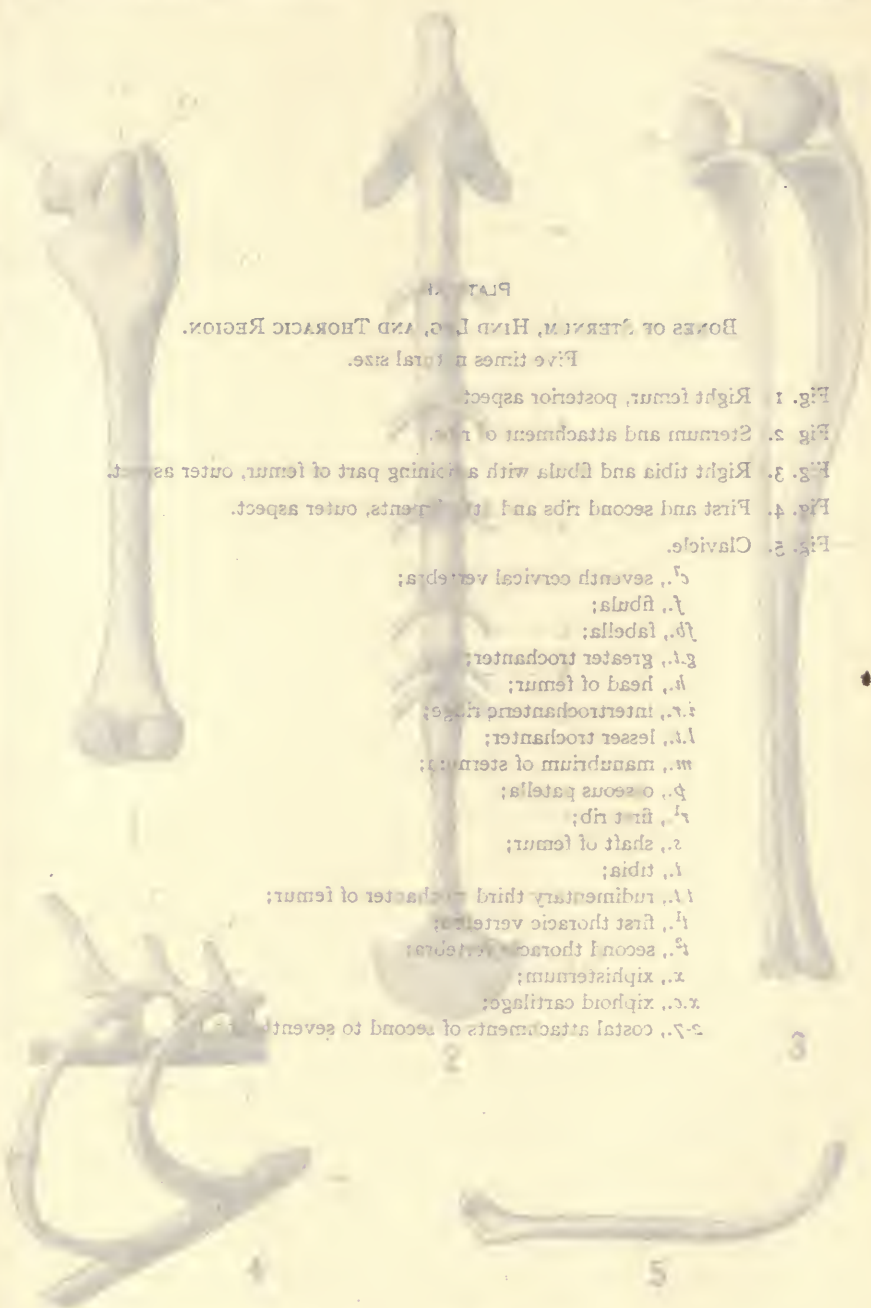 PLATE
BONES OF STERNUM, HIND LEG, AND THORACIC REGION.
Five times natural size.
Fig. 1 Right femur, posterior aspect.
Fig 2. Sternum and attachment of ribs.
Fig. 3. Right tibia and fibula with adjoining part of femur, outer aspect.
Fig. 4. First and second ribs and attachments, outer aspect.
Fig. 5. Clavicle.
c⁷., seventh cervical vertebra;
f., fibula;
fb., fabella;
g.t., greater trochanter;
h., head of femur;
i.r., intertrochanteric ridge;
l.t., lesser trochanter;
m., manubrium of sternum;
p., osseous patella;
r¹., first rib;
s., shaft of femur;
t., tibia;
t.t., rudimentary third trochanter of femur;
t¹., first thoracic vertebra;
t²., second thoracic vertebra;
x., xiphisternum;
x.c., xiphoid cartilage;
2-7., costal attachments of second to seventh
2
3
4
5